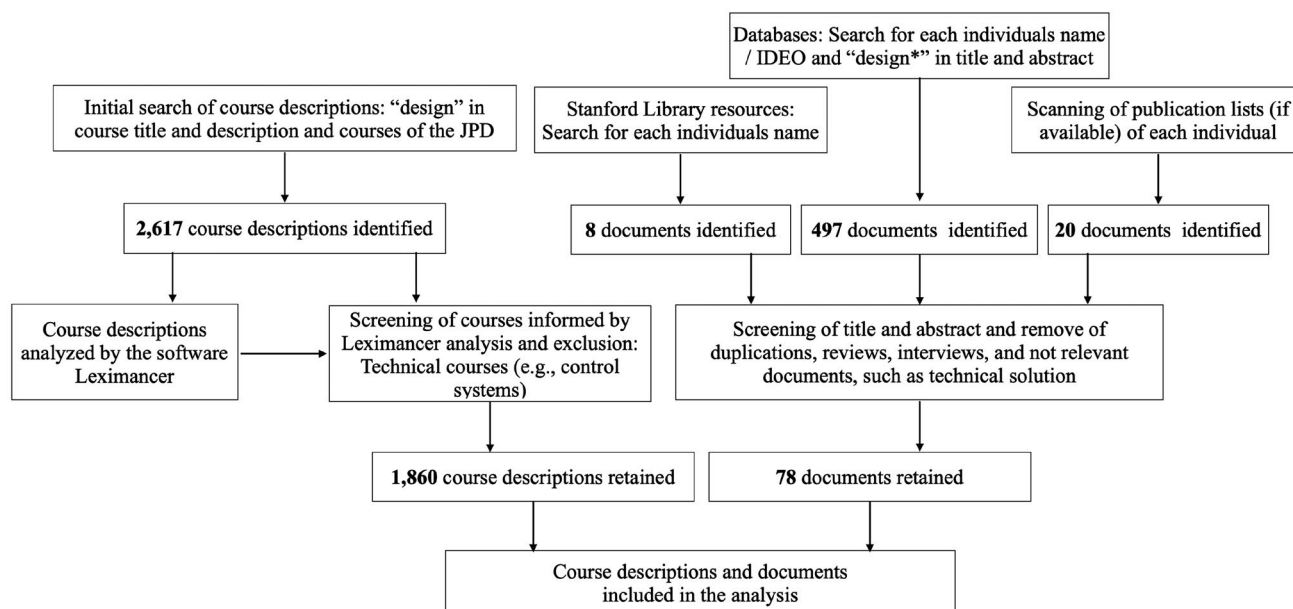 Databases: Search for each individuals name
/ IDEO and “design*” in title and abstract
Initial search of course descriptions: “design” in
course title and description and courses of the JPD
Stanford Library resources:
Search for each individuals name
Scanning of publication lists (if
available) of each individual
2,617 course descriptions identified
8 documents identified
497 documents identified
20 documents identified
Course descriptions
analyzed by the software
Leximancer
Screening of courses informed by
Leximancer analysis and exclusion:
Technical courses (e.g., control
systems)
Screening of title and abstract and remove of
duplications, reviews, interviews, and not relevant
documents, such as technical solution
1,860 course descriptions retained
78 documents retained
Course descriptions and documents
included in the analysis